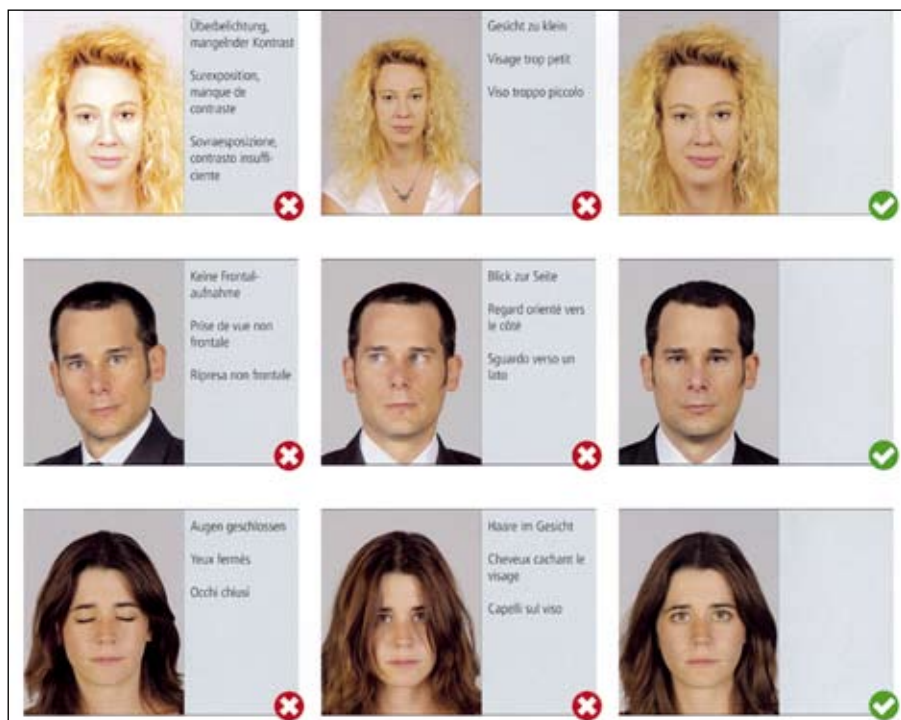 Überbelichtung,
mangelnder Kontrast
Surexposition,
manque de
contraste
Sovraesposizione,
contrasto insuffi-
ciente
Gesicht zu klein
Visage trop petit
Viso troppo piccolo
Keine Frontal-
aufnahme
Prise de vue non
frontale
Ripresa non frontale
Blick zur Seite
Regard orienté vers
le côté
Sguardo verso un
lato
Augen geschlossen
Yeux fermés
Occhi chiusi
Haare im Gesicht
Cheveux cachant le
visage
Capelli sul viso